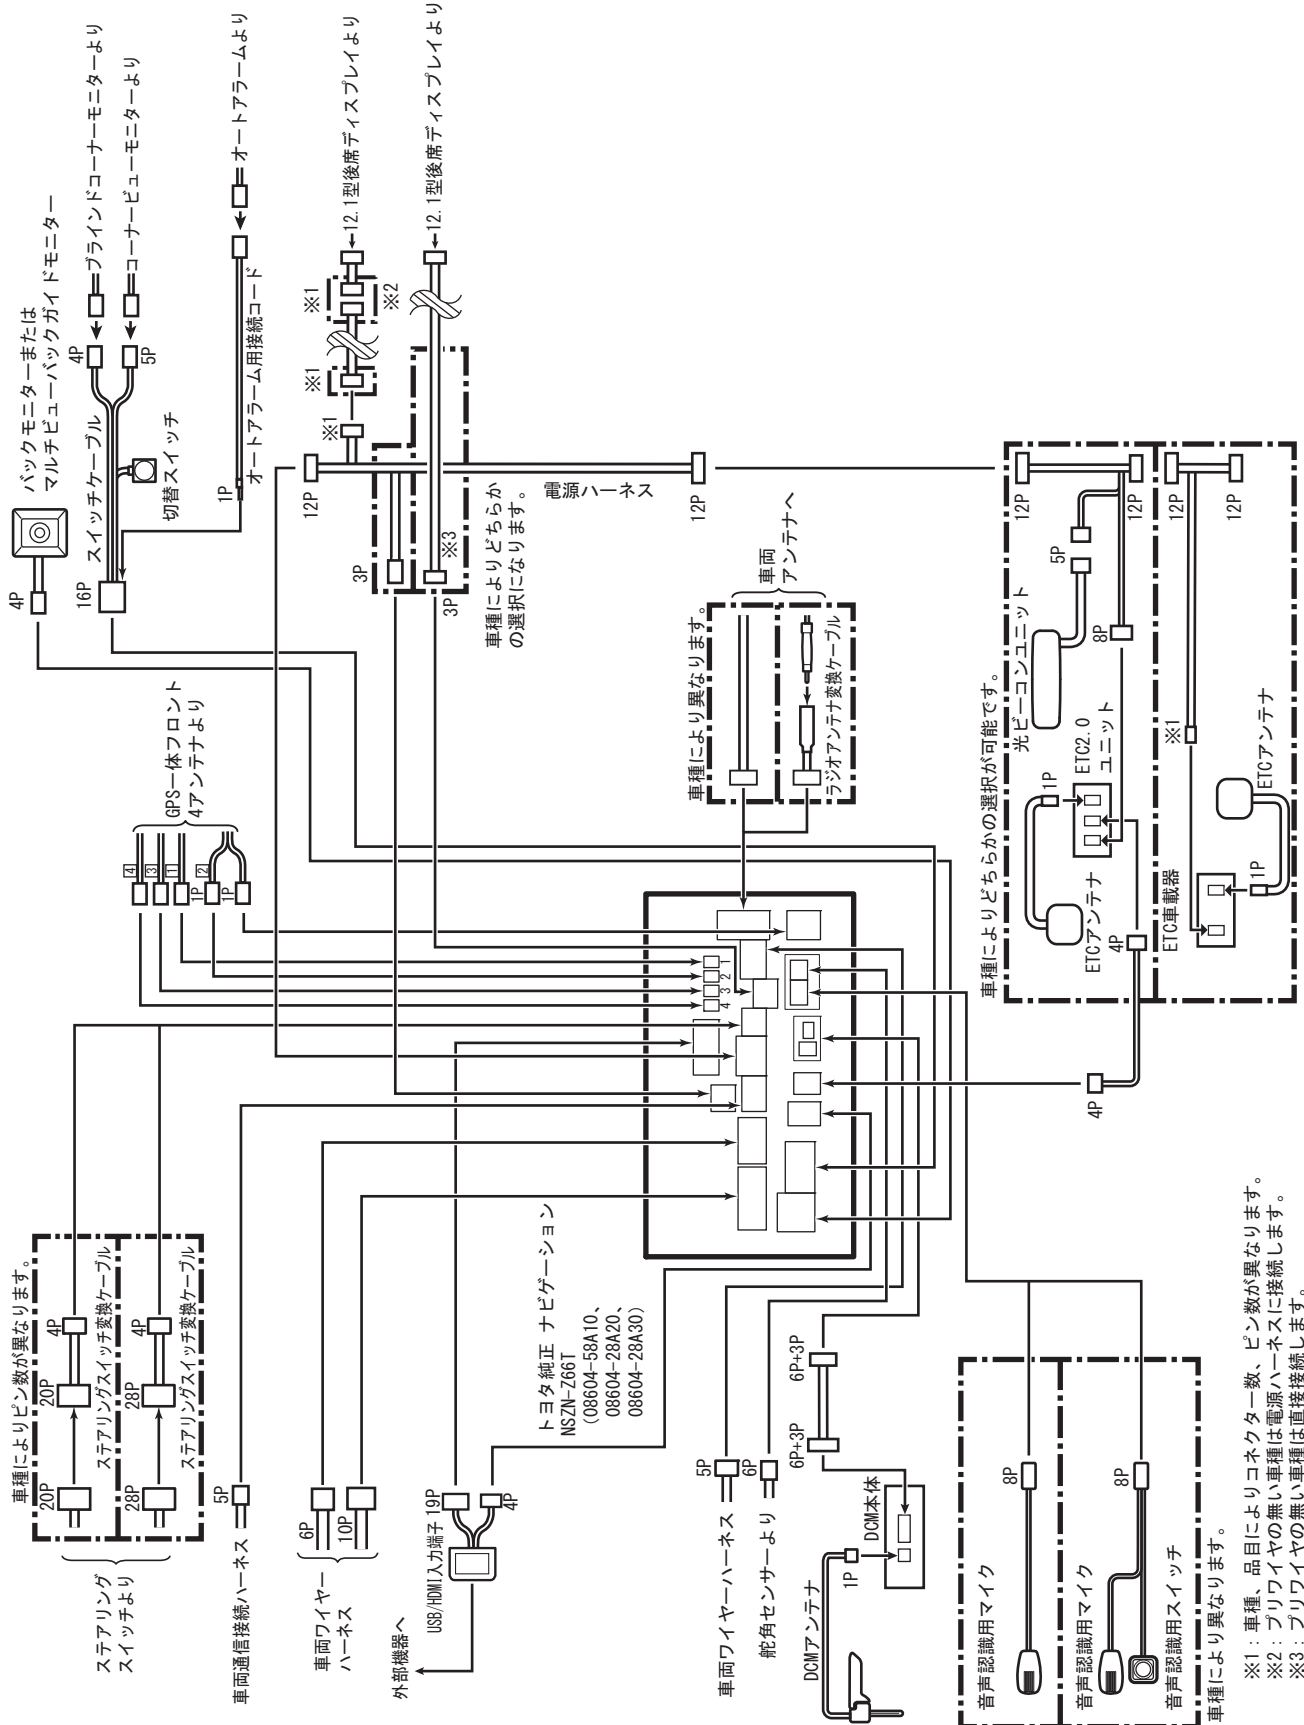 車種によりピン数が異なります。
20P
20P
4P
ステアリングスイッチ変換ケーブル
28P
28P
4P
ステアリングスイッチ変換ケーブル
ステアリング
スイッチより
5P
車両通信接続ハーネス
6P
10P
車両ワイヤー
ハーネス
19P
4P
USB/HDMI入力端子
外部機器へ
トヨタ純正 ナビゲーション
NSZN-Z66T
(08604-58A10、
08604-28A20、
08604-28A30)
4
3
1
2
1P
1P
GPS一体フロント
4アンテナより
1
2
3
4
バックモニターまたは
マルチビューバックガイドモニター
4P
16P
スイッチケーブル
切替スイッチ
4P
5P
ブラインドコーナーモニターより
コーナービューモニターより
1P
オートアラーム用接続コード
オートアラームより
12P
電源ハーネス
12P
※1
※1
※1
※2
12.1型後席ディスプレイより
12.1型後席ディスプレイより
3P
3P
※3
車種によりどちらか
の選択になります。
車種により異なります。
ラジオアンテナ変換ケーブル
車両
アンテナへ
車種によりどちらかの選択が可能です。
光ビーコンユニット
5P
12P
12P
8P
ETC2.0
ユニット
1P
ETCアンテナ
4P
4P
ETC車載器
※1
12P
12P
1P
ETCアンテナ
5P
車両ワイヤーハーネス
6P
舵角センサーより
6P+3P
6P+3P
DCM本体
1P
DCMアンテナ
音声認識用マイク
8P
音声認識用マイク
8P
音声認識用スイッチ
車種により異なります。
※1：車種、品目によりコネクター数、ピン数が異なります。
※2：プリワイヤの無い車種は電源ハーネスに接続します。
※3：プリワイヤの無い車種は直接接続します。